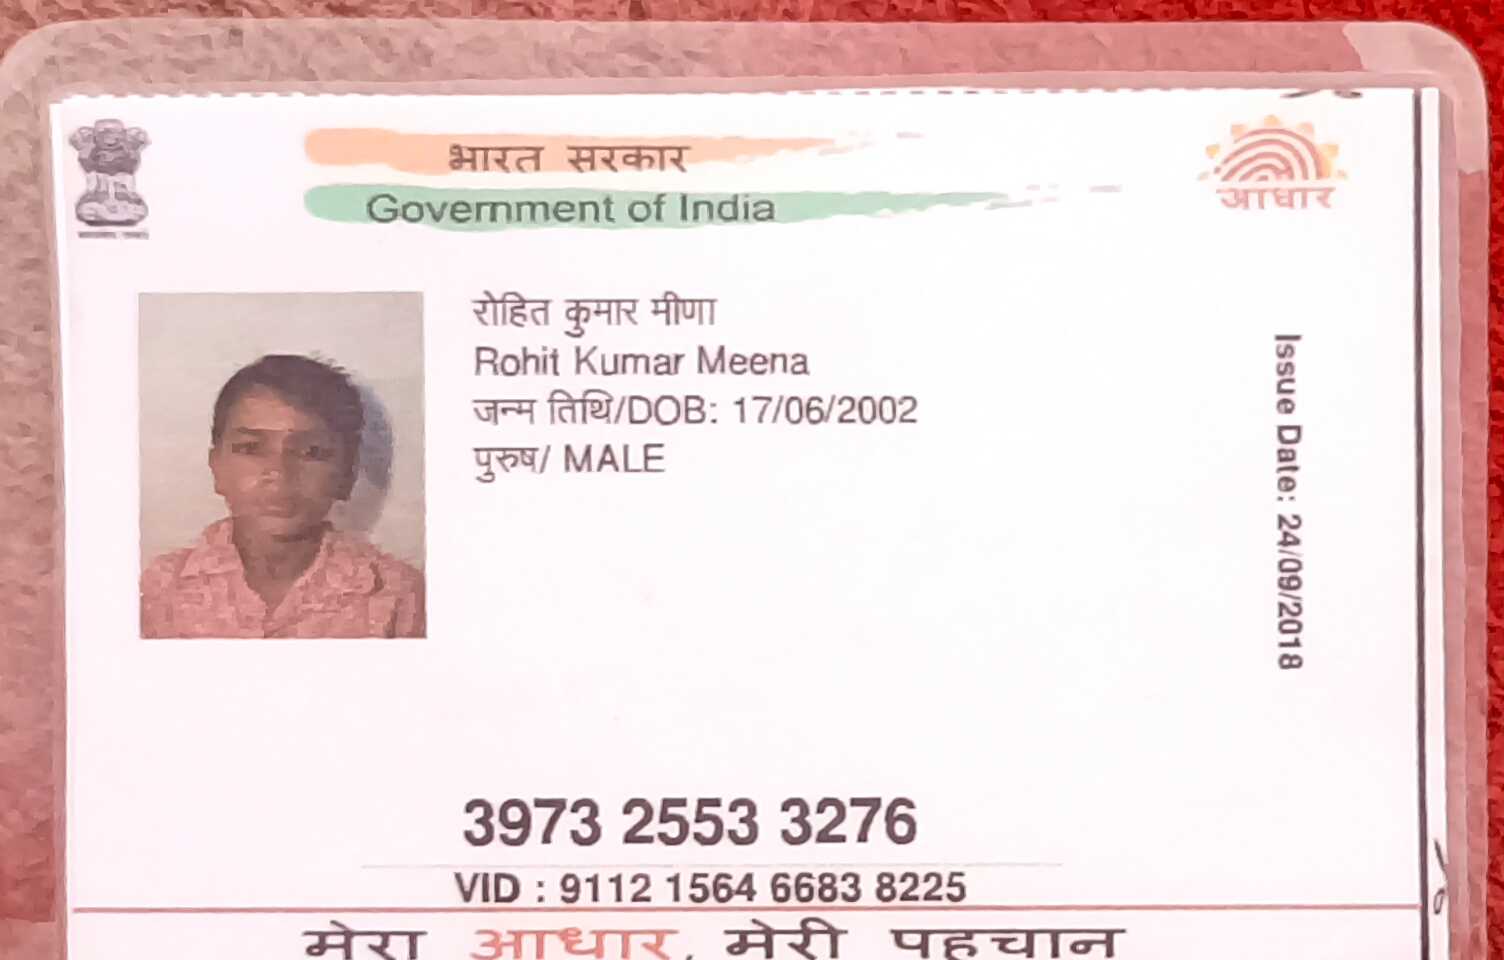 भारत सरकार
Government of India
आधार
रोहित कुमार मीणा
Rohit Kumar Meena
जन्म तिथि/DOB: 17/06/2002
पुरुष/ MALE
Issue Date: 24/09/2018
3973 2553 3276
VID : 9112 1564 6683 8225
मेरा आधार, मेरी पहचान